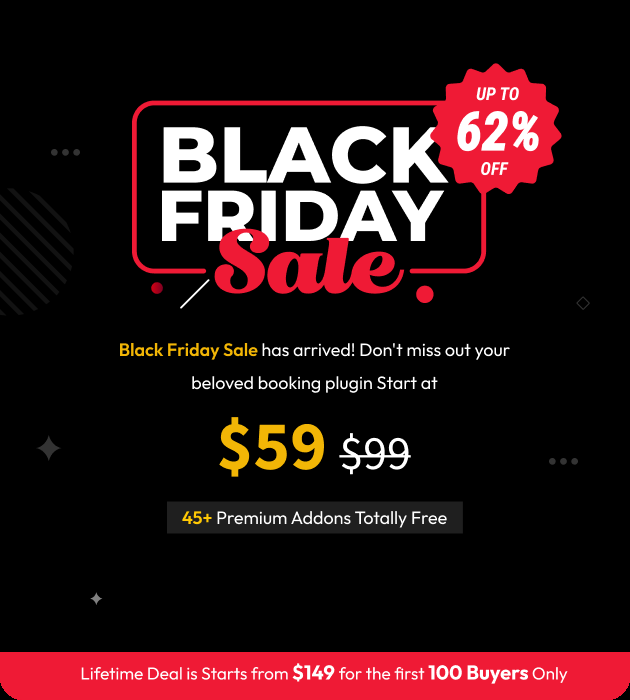 UP TO
62%
OFF
BLACK
FRIDAY
Sale
Black Friday Sale has arrived! Don't miss out your
beloved booking plugin Start at
$59 $99
45+ Premium Addons Totally Free
Lifetime Deal is Starts from $149 for the first 100 Buyers Only